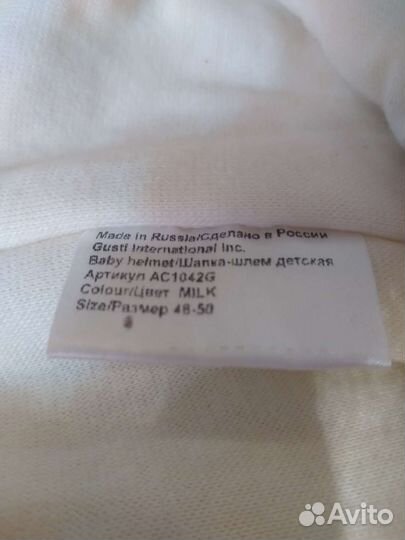 Made in Russia/Сделано в России
Gusti International Inc.
Baby helmet/Шапка-шлем детская
Артикул AC1042G
Colour/Цвет MILK
Size/Размер 48-50
Avito